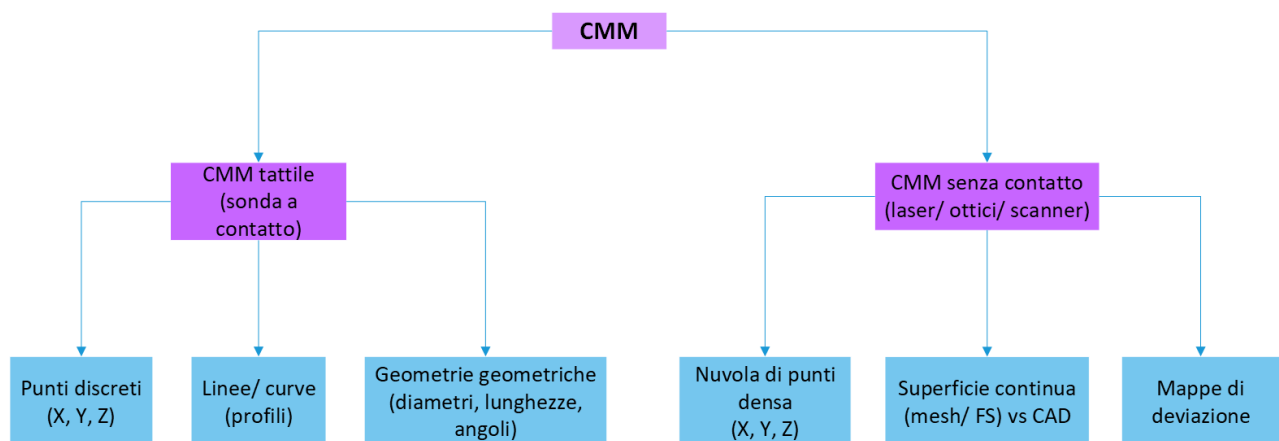 CMM
CMM tattile
(sonda a
contatto)
CMM senza contatto
(laser/ ottici/ scanner)
Punti discreti
(X, Y, Z)
Linee/ curve
(profili)
Geometrie geometriche
(diametri, lunghezze,
angoli)
Nuvola di punti
densa
(X, Y, Z)
Superficie continua
(mesh/ FS) vs CAD
Mappe di
deviazione